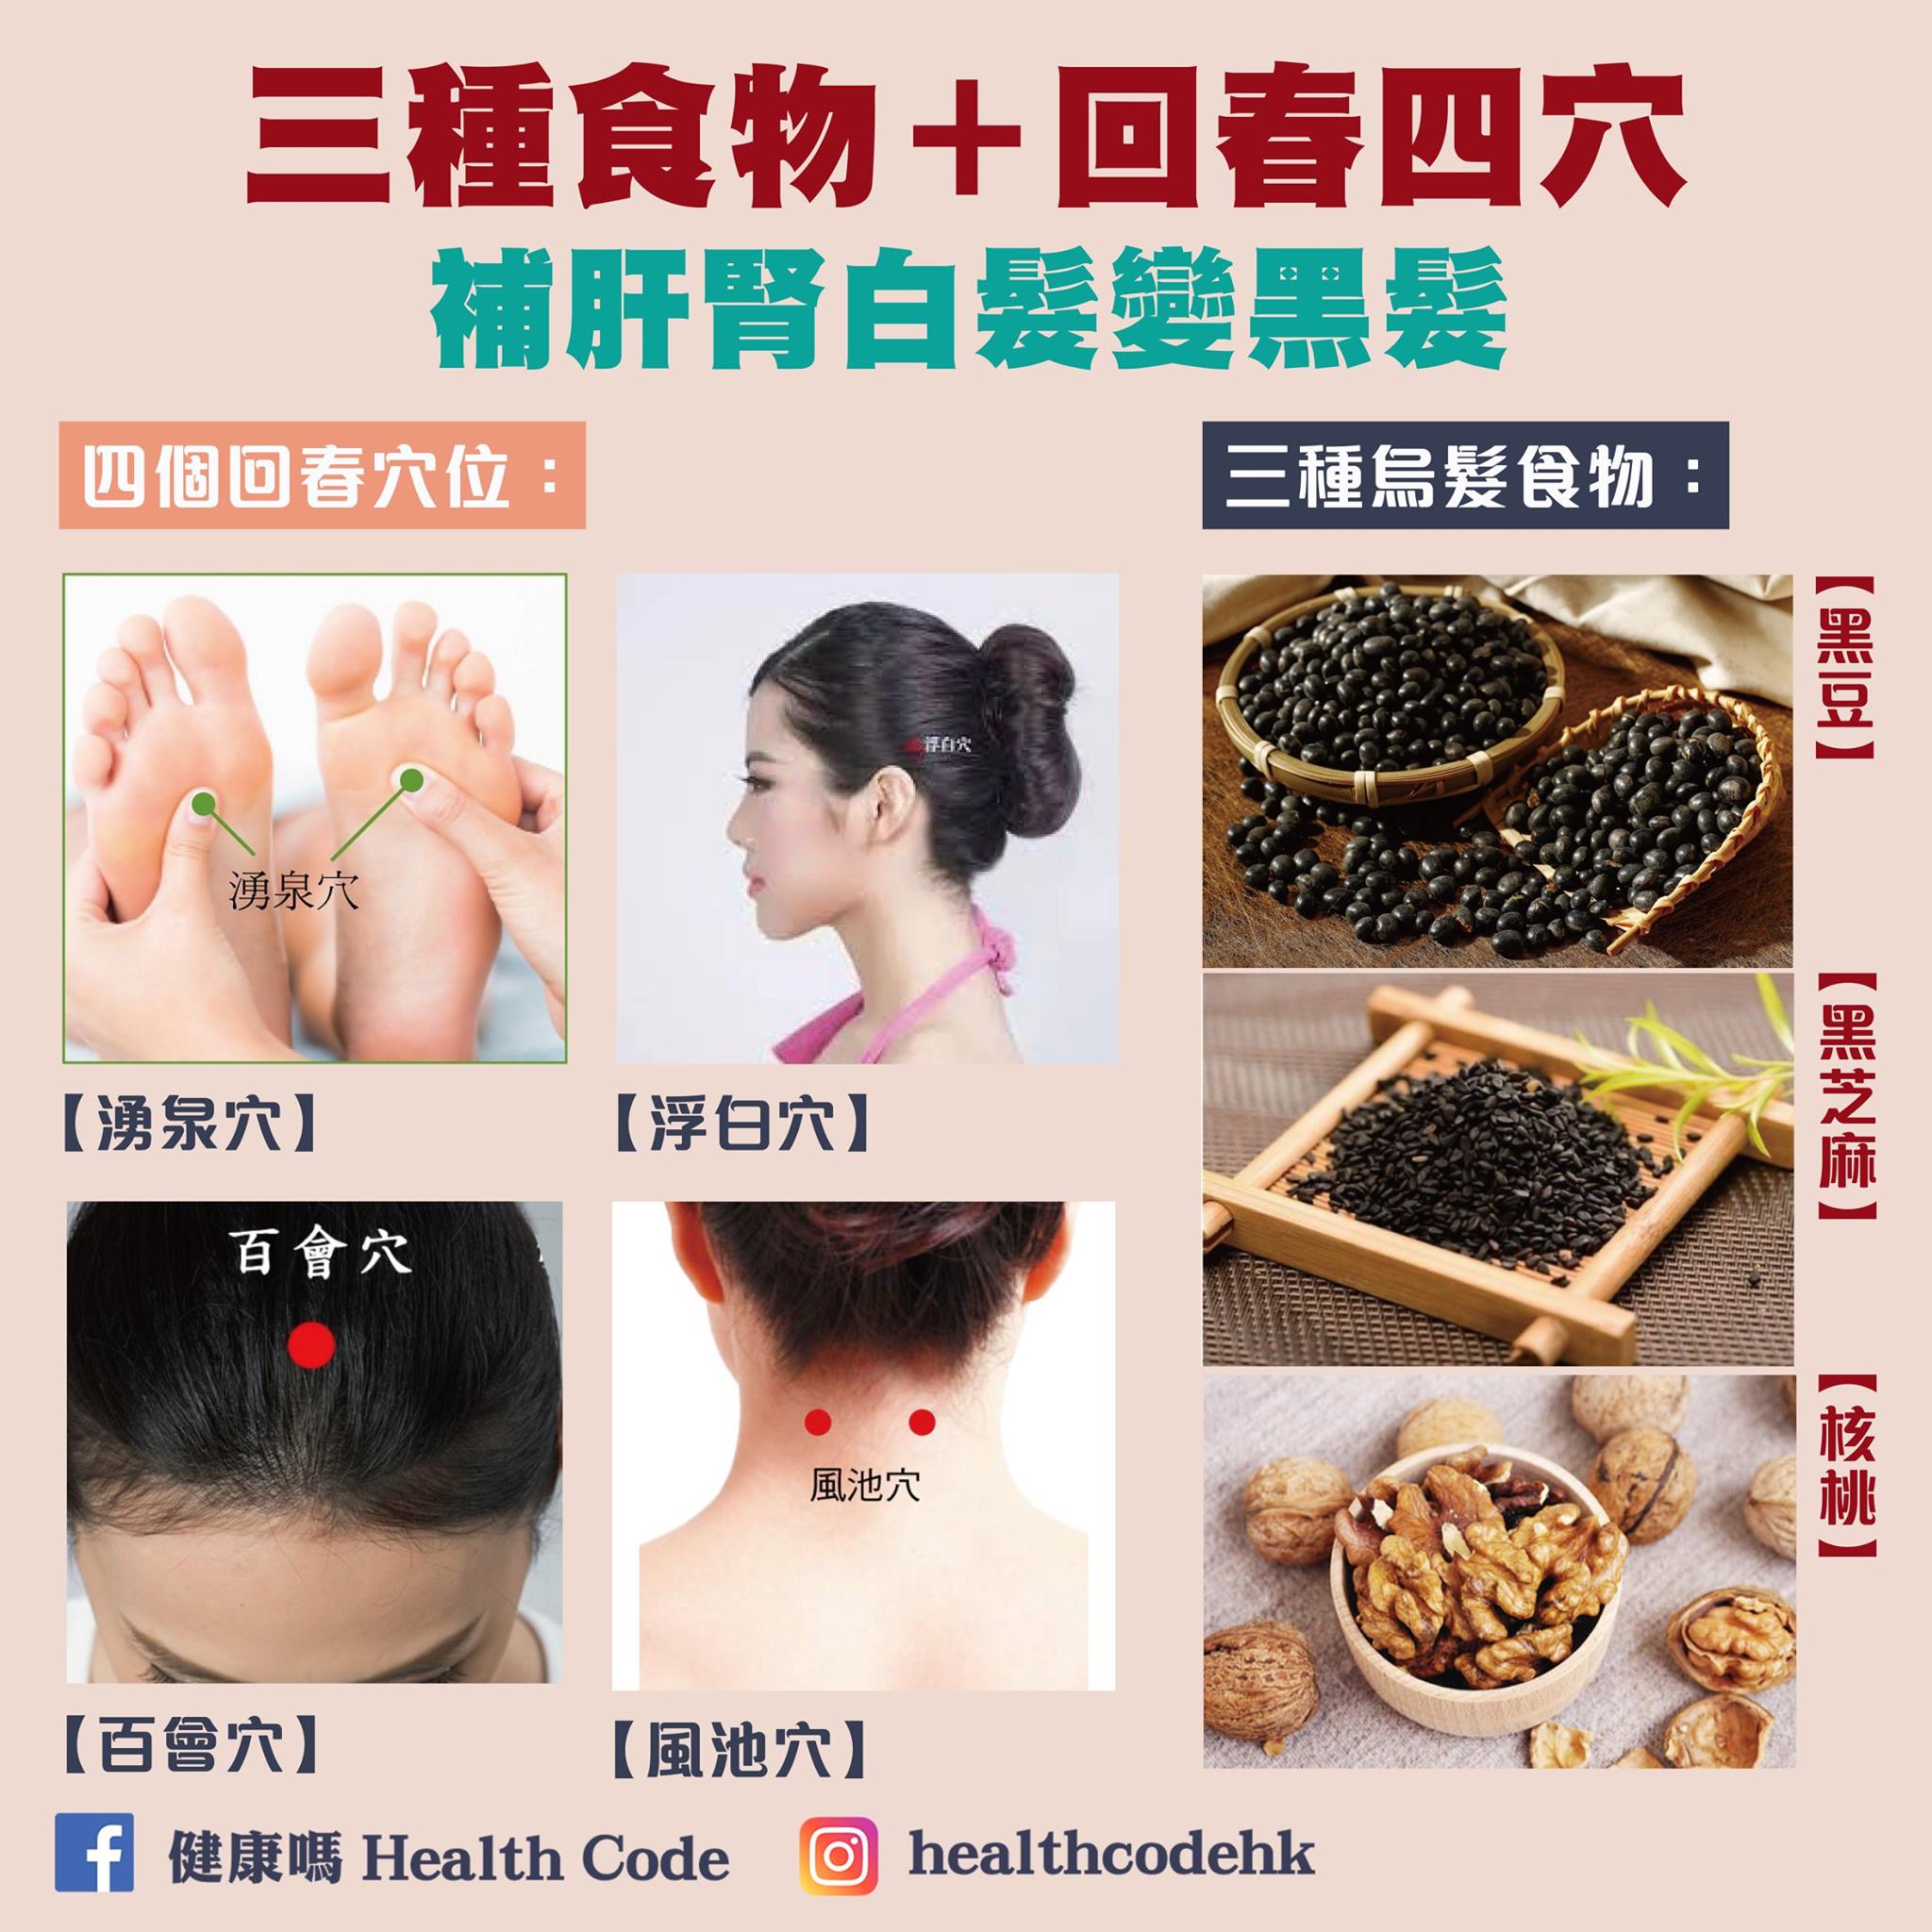 三種食物＋回春四穴
補肝腎白髮變黑髮
四個回春穴位：
湧泉穴
【湧泉穴】
浮白穴
【浮白穴】
百會穴
【百會穴】
風池穴
【風池穴】
三種烏髮食物：
【黑豆】
【黑芝麻】
【核桃】
健康嗎 Health Code
healthcodehk